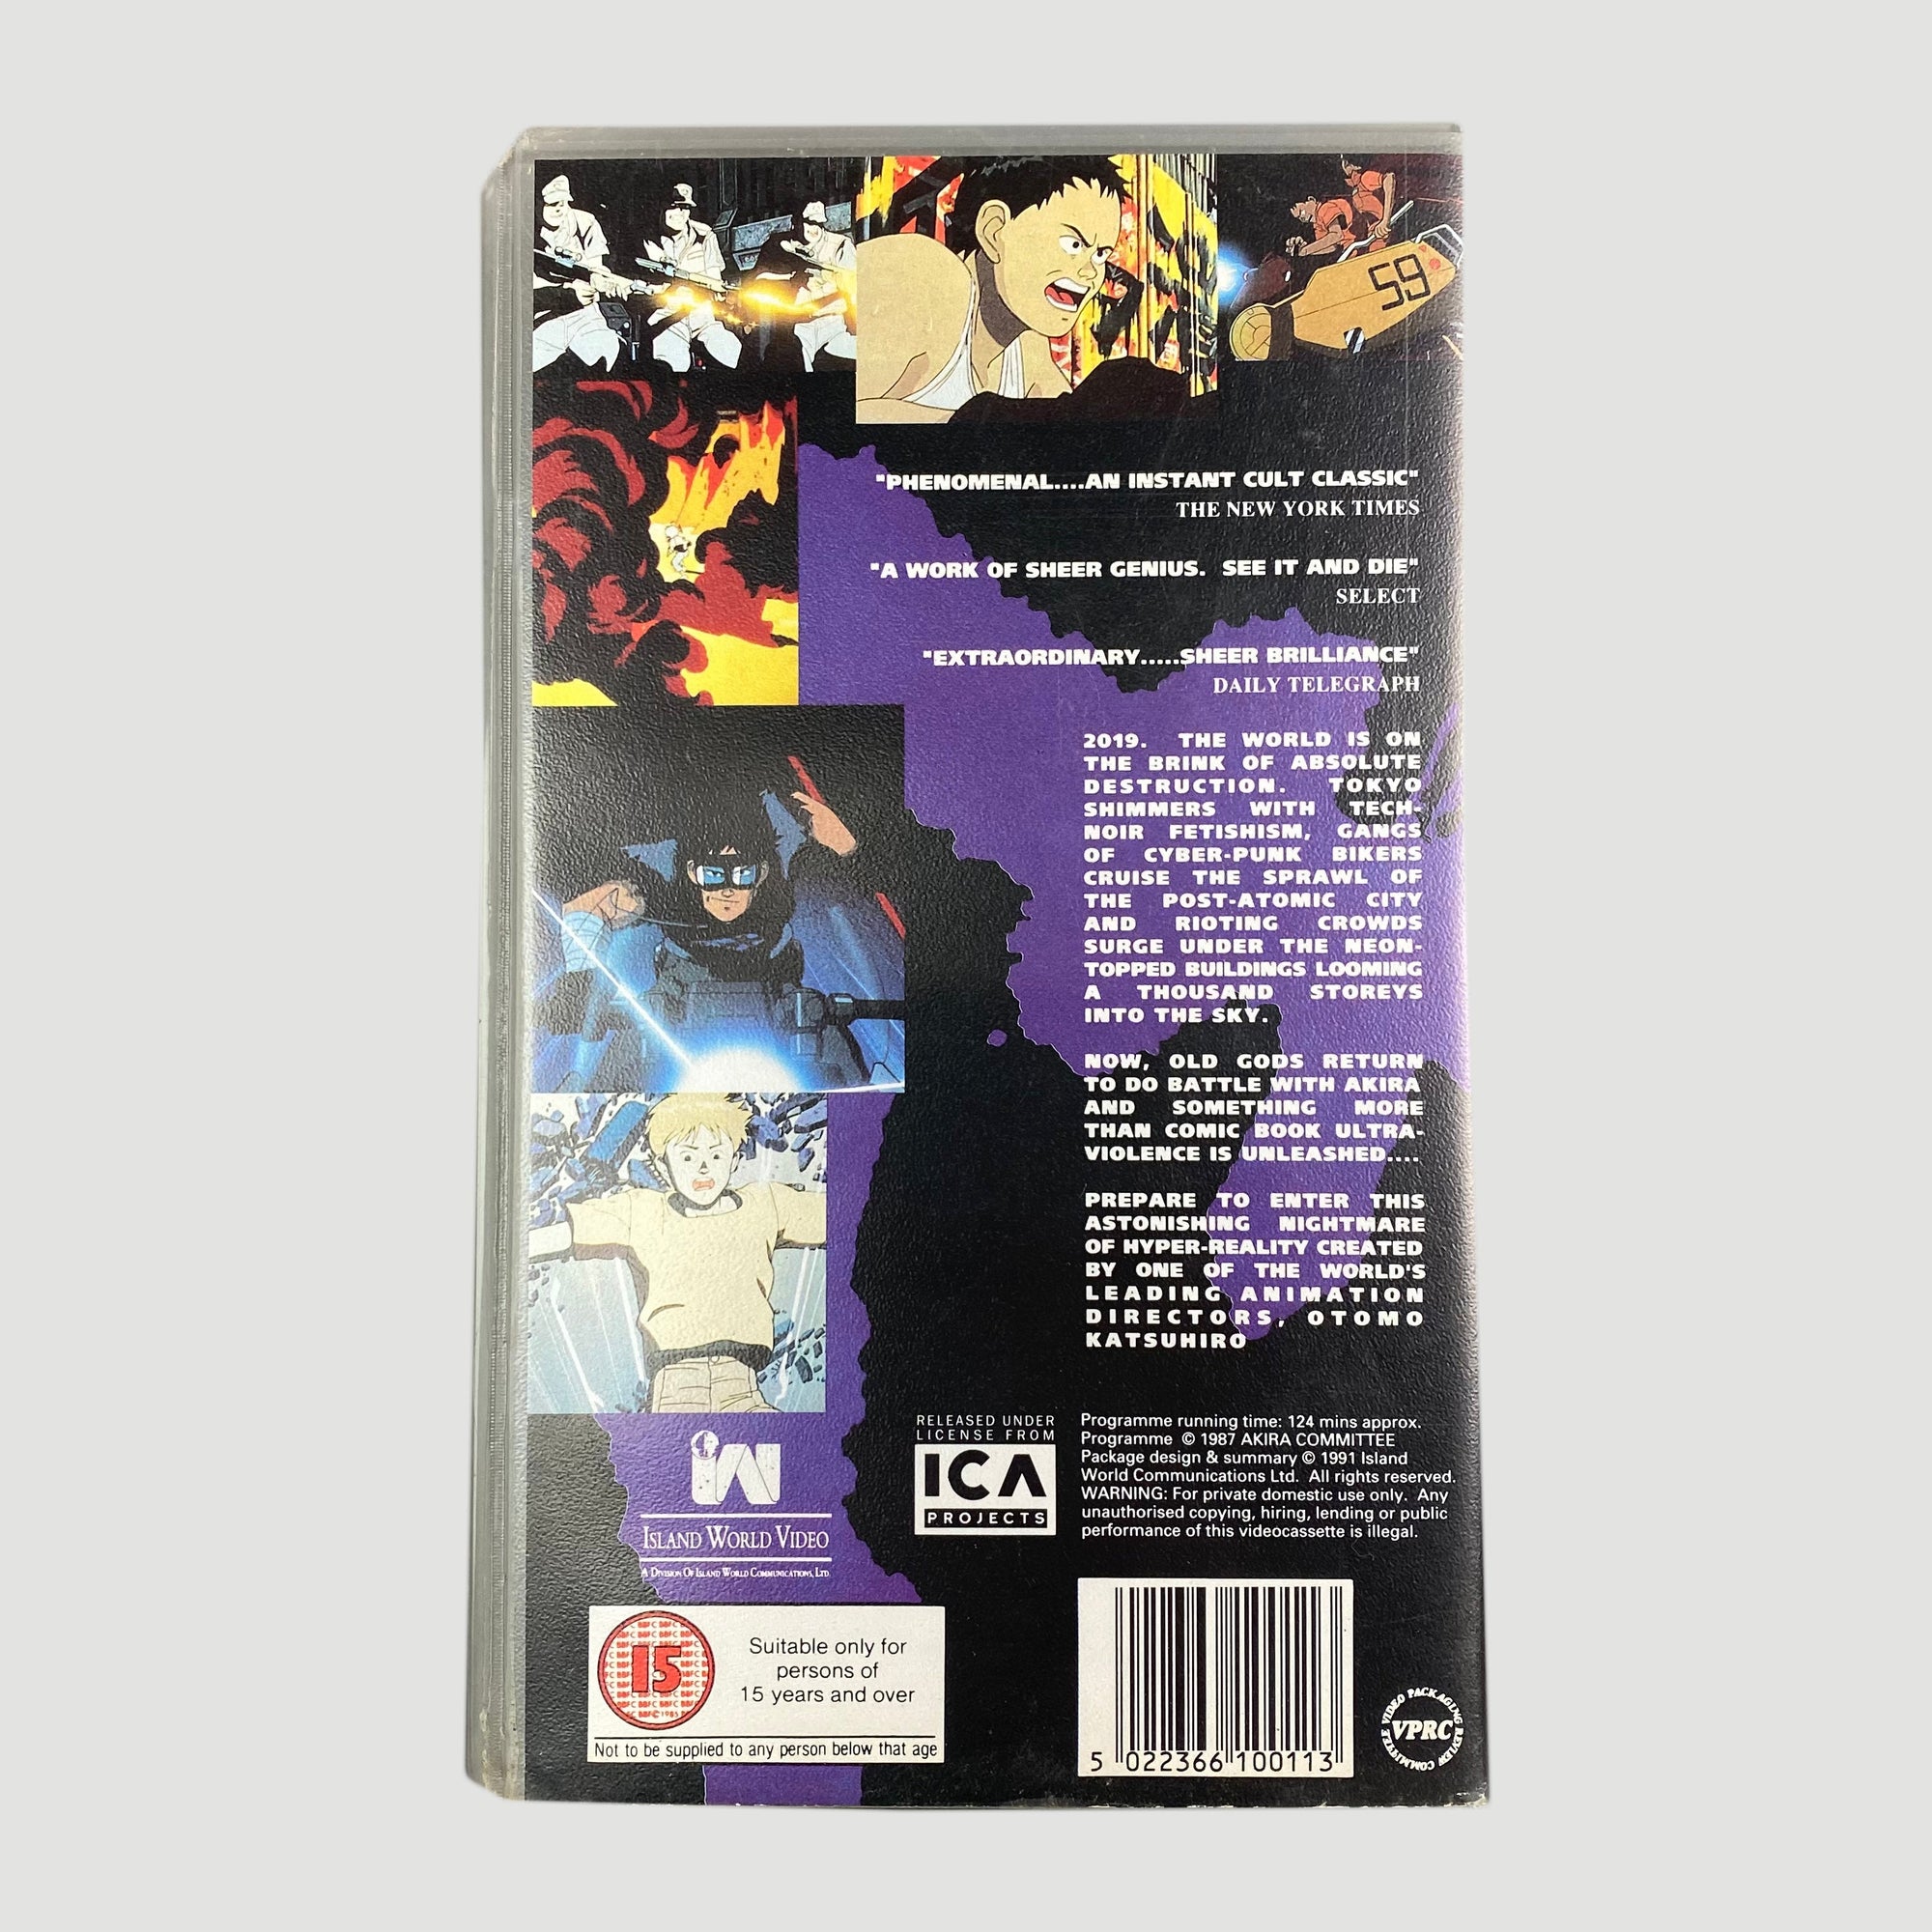 59
"PHENOMENAL....AN INSTANT CULT CLASSIC"
THE NEW YORK TIMES
"A WORK OF SHEER GENIUS. SEE IT AND DIE"
SELECT
"EXTRAORDINARY.....SHEER BRILLIANCE"
DAILY TELEGRAPH
2019. THE WORLD IS ON
THE BRINK OF ABSOLUTE
DESTRUCTION. TOKYO
SHIMMERS WITH TECH-
NOIR FETISHISM, GANGS
OF CYBER-PUNK BIKERS
CRUISE THE SPRAWL OF
THE POST-ATOMIC CITY
AND RIOTING CROWDS
SURGE UNDER THE NEON-
TOPPED BUILDINGS LOOMING
A THOUSAND STOREYS
INTO THE SKY.
NOW, OLD GODS RETURN
TO DO BATTLE WITH AKIRA
AND SOMETHING MORE
THAN COMIC BOOK ULTRA-
VIOLENCE IS UNLEASHED....
PREPARE TO ENTER THIS
ASTONISHING NIGHTMARE
OF HYPER-REALITY CREATED
BY ONE OF THE WORLD'S
LEADING ANIMATION
DIRECTORS, OTOMO
KATSUHIRO
iW
ISLAND WORLD VIDEO
A DIVISION OF ISLAND WORLD COMMUNICATIONS, LTD
RELEASED UNDER
LICENSE FROM
ICA
PROJECTS
Programme running time: 124 mins approx.
Programme © 1987 AKIRA COMMITTEE
Package design & summary © 1991 Island
World Communications Ltd. All rights reserved.
WARNING: For private domestic use only. Any
unauthorised copying, hiring, lending or public
performance of this videocassette is illegal.
15
Suitable only for
persons of
15 years and over
Not to be supplied to any person below that age
5 022366 100113
VIDEO PACKAGING REVIEW COMMITTEE
VPRC